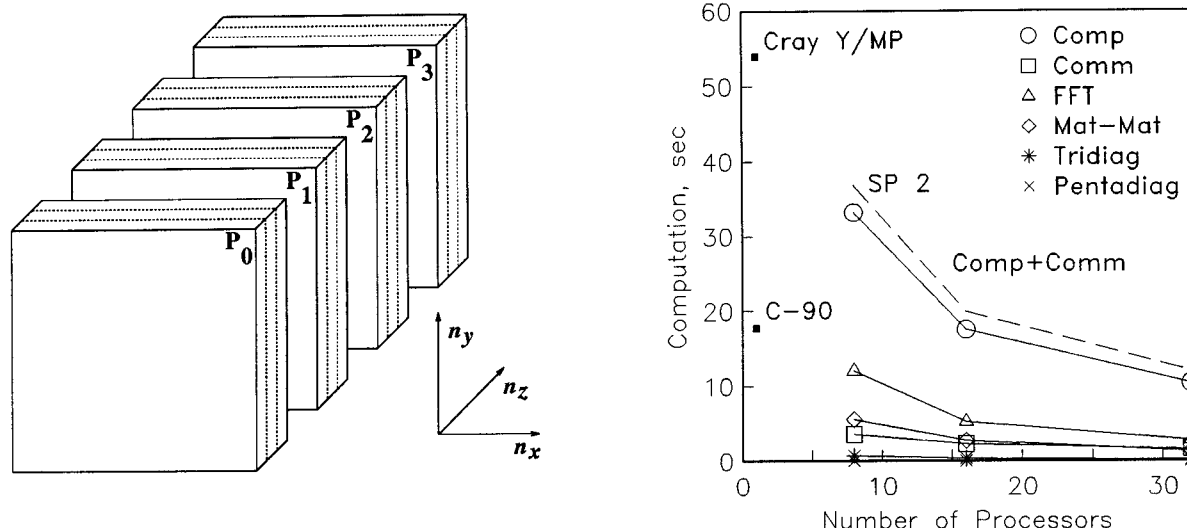 P3
P2
P1
P0
ny
nz
nx
60
50
40
30
20
10
0
Computation, sec
Cray Y/MP
C-90
SP 2
Comp+Comm
Comp
Comm
FFT
Mat-Mat
Tridiag
Pentadiag
0 10 20 30
Number of Processors